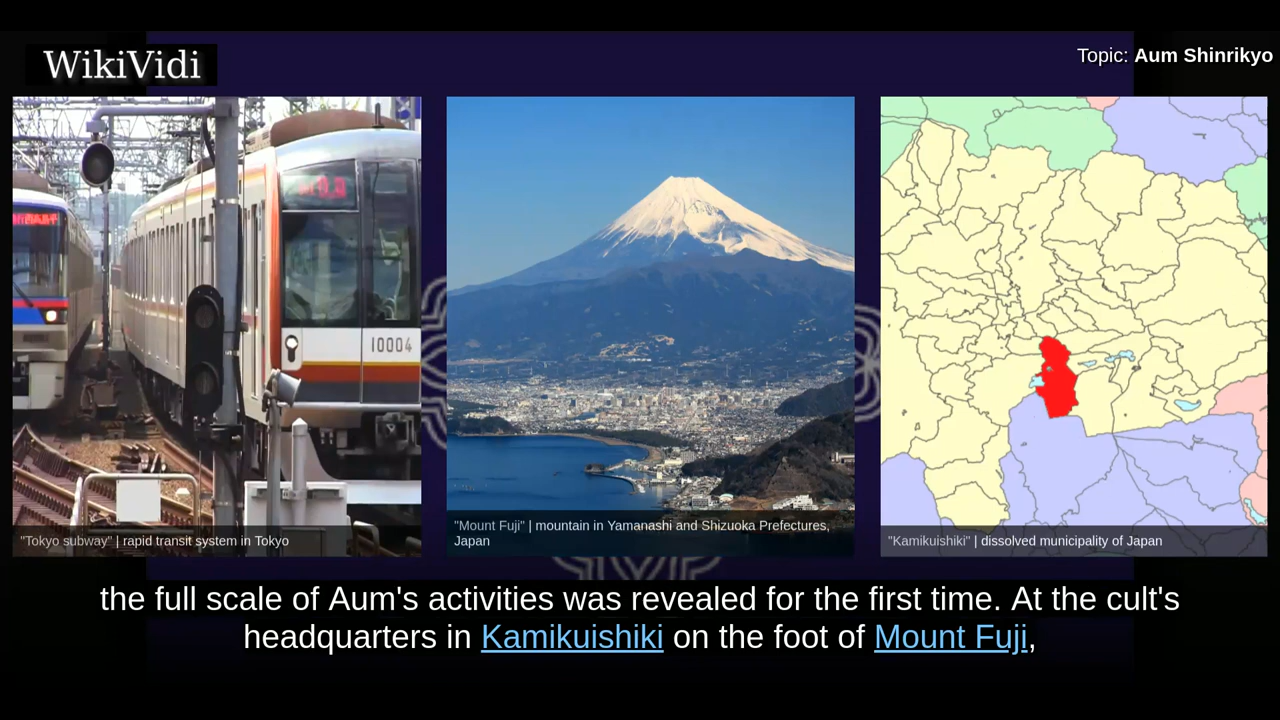 WikiVidi
Topic: Aum Shinrikyo
10004
"Tokyo subway" | rapid transit system in Tokyo
"Mount Fuji" | mountain in Yamanashi and Shizuoka Prefectures,
Japan
"Kamikuishiki" | dissolved municipality of Japan
the full scale of Aum's activities was revealed for the first time. At the cult's
headquarters in Kamikuishiki on the foot of Mount Fuji,